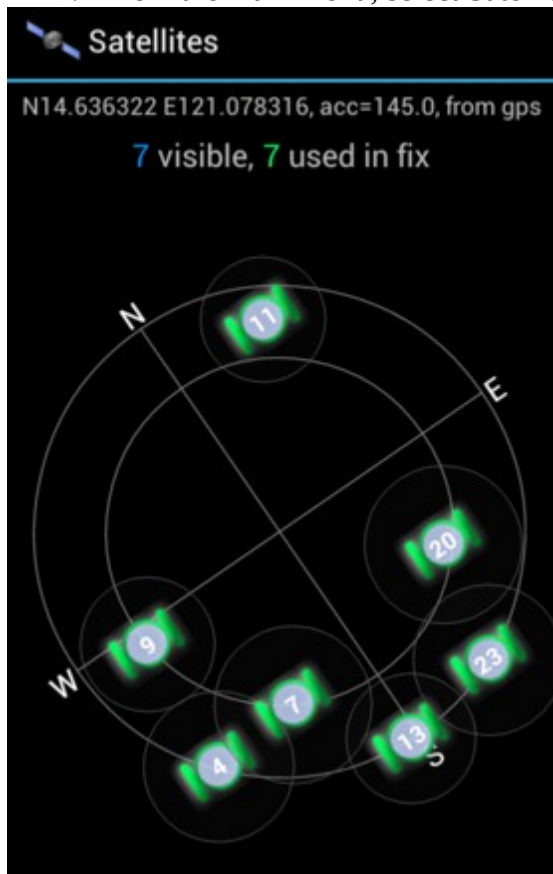 Satellites
N14.636322 E121.078316, acc=145.0, from gps
7 visible, 7 used in fix
N
11
E
20
9
23
W
7
13
S
4